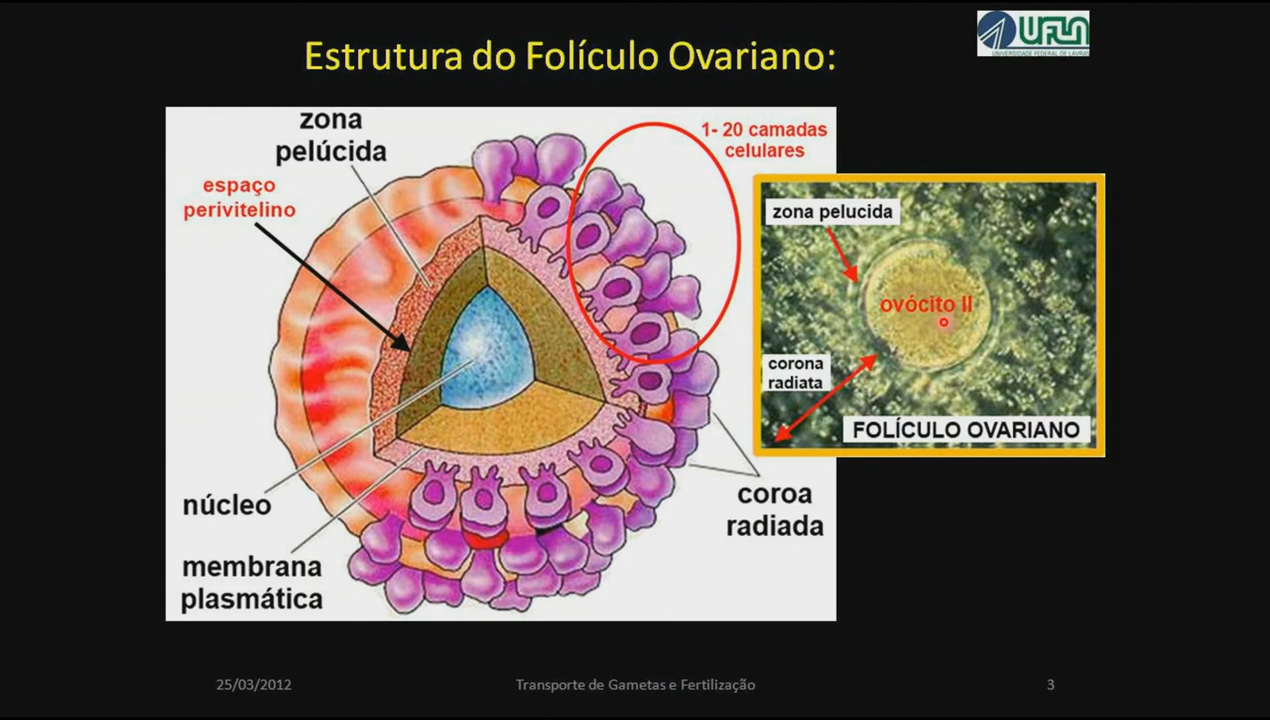 Estrutura do Folículo Ovariano:
UFLA
UNIVERSIDADE FEDERAL DE LAVRAS
zona
pelúcida
espaço
perivitelino
1- 20 camadas
celulares
zona pelucida
ovócito II
corona
radiata
FOLÍCULO OVARIANO
núcleo
coroa
radiada
membrana
plasmática
25/03/2012
Transporte de Gametas e Fertilização
3